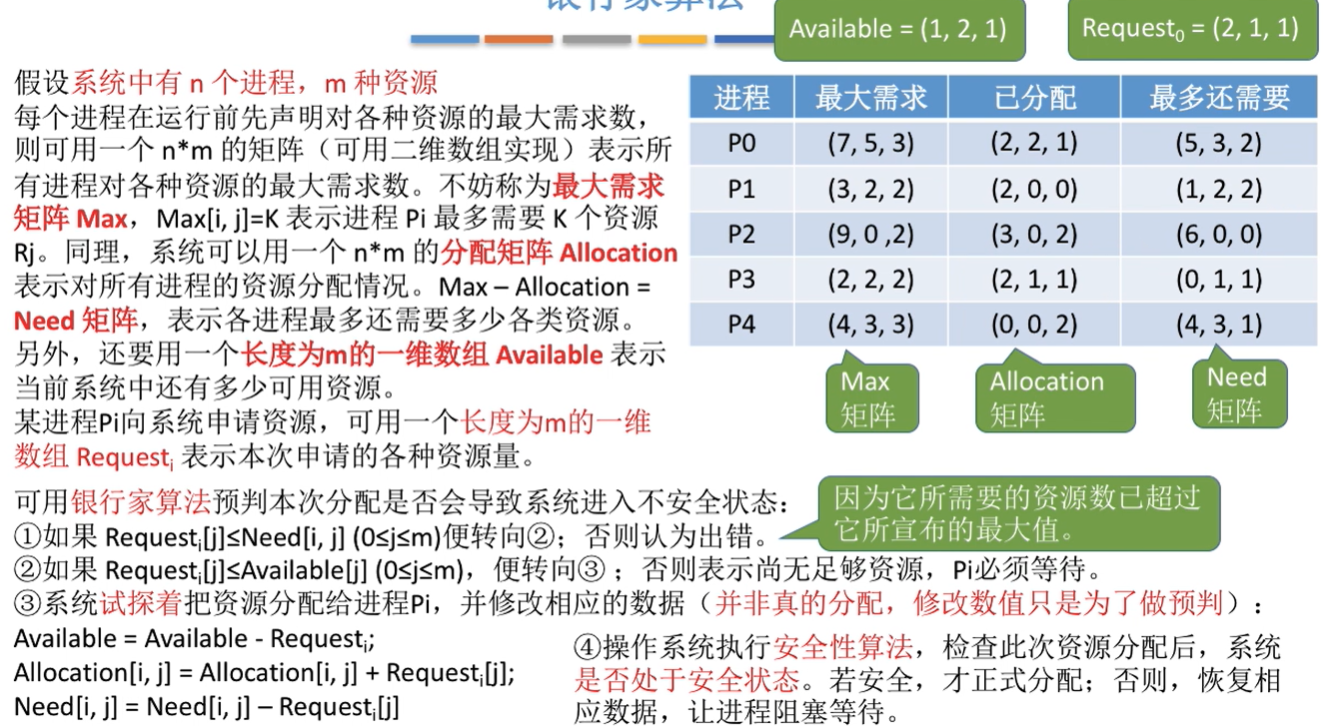 银行家算法
Available = (1, 2, 1)
Request0 = (2, 1, 1)
假设系统中有 n 个进程，m 种资源
每个进程在运行前先声明对各种资源的最大需求数，
则可用一个 n*m 的矩阵（可用二维数组实现）表示所
有进程对各种资源的最大需求数。不妨称为最大需求
矩阵 Max，Max[i, j]=K 表示进程 Pi 最多需要 K 个资源
Rj。同理，系统可以用一个 n*m 的分配矩阵 Allocation
表示对所有进程的资源分配情况。Max – Allocation =
Need 矩阵，表示各进程最多还需要多少各类资源。
另外，还要用一个长度为m的一维数组 Available 表示
当前系统中还有多少可用资源。
某进程Pi向系统申请资源，可用一个长度为m的一维
数组 Requesti 表示本次申请的各种资源量。
进程 最大需求 已分配 最多还需要
P0 (7, 5, 3) (2, 2, 1) (5, 3, 2)
P1 (3, 2, 2) (2, 0, 0) (1, 2, 2)
P2 (9, 0 ,2) (3, 0, 2) (6, 0, 0)
P3 (2, 2, 2) (2, 1, 1) (0, 1, 1)
P4 (4, 3, 3) (0, 0, 2) (4, 3, 1)
Max
矩阵
Allocation
矩阵
Need
矩阵
可用银行家算法预判本次分配是否会导致系统进入不安全状态：
①如果 Requesti[j]≤Need[i, j] (0≤j≤m)便转向②；否则认为出错。
因为它所需要的资源数已超过
它所宣布的最大值。
②如果 Requesti[j]≤Available[j] (0≤j≤m)，便转向③；否则表示尚无足够资源，Pi必须等待。
③系统试探着把资源分配给进程Pi，并修改相应的数据（并非真的分配，修改数值只是为了做预判）：
Available = Available - Requesti;
Allocation[i, j] = Allocation[i, j] + Requesti[j];
Need[i, j] = Need[i, j] – Requesti[j]
④操作系统执行安全性算法，检查此次资源分配后，系统
是否处于安全状态。若安全，才正式分配；否则，恢复相
应数据，让进程阻塞等待。